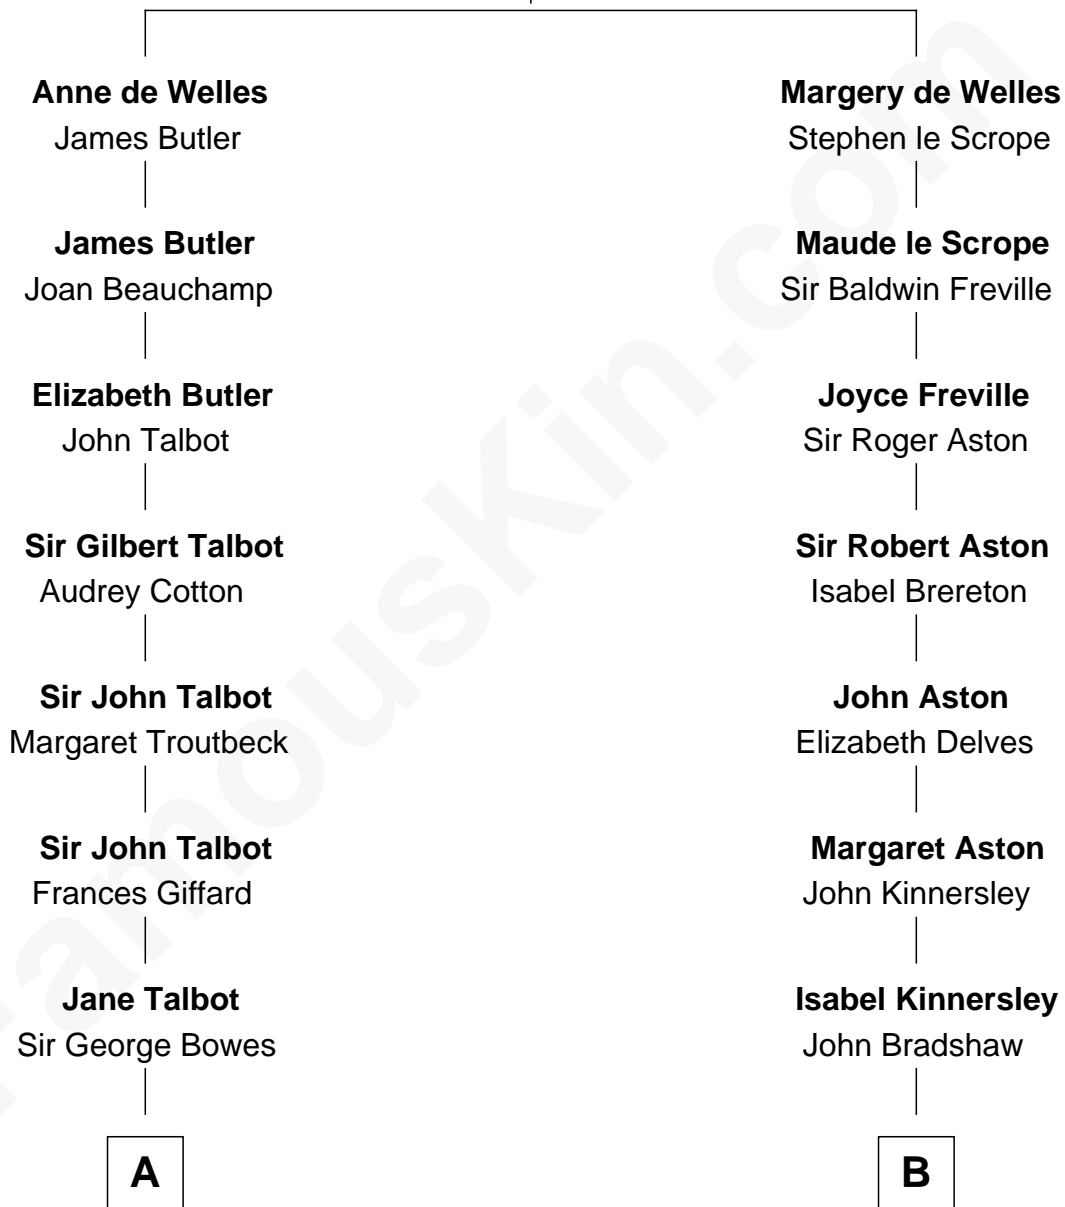 Anne de Welles
James Butler
James Butler
Joan Beauchamp
Elizabeth Butler
John Talbot
Sir Gilbert Talbot
Audrey Cotton
Sir John Talbot
Margaret Troutbeck
Sir John Talbot
Frances Giffard
Jane Talbot
Sir George Bowes
A
Margery de Welles
Stephen le Scrope
Maude le Scrope
Sir Baldwin Freville
Joyce Freville
Sir Roger Aston
Sir Robert Aston
Isabel Brereton
John Aston
Elizabeth Delves
Margaret Aston
John Kinnersley
Isabel Kinnersley
John Bradshaw
B
FamousKin.com